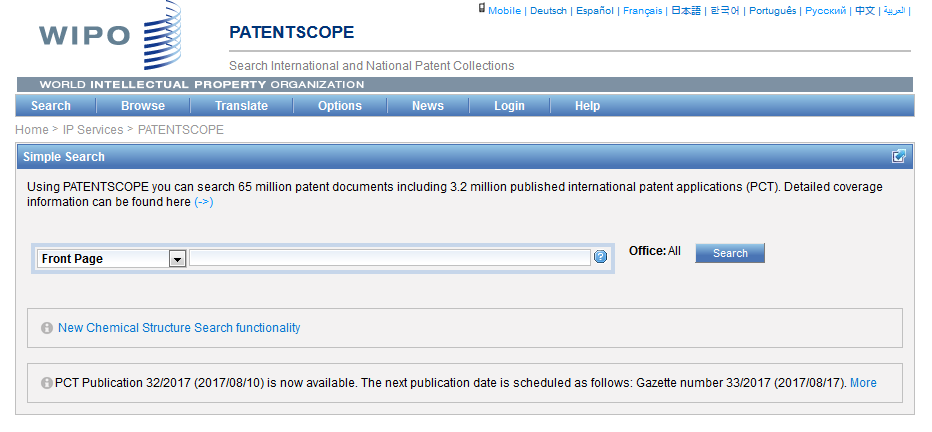 Mobile | Deutsch | Español | Français | 日本語 | 한국어 | Português | Русский | 中文 | العربية |
WIPO
PATENTSCOPE
Search International and National Patent Collections
WORLD INTELLECTUAL PROPERTY ORGANIZATION
Search Browse Translate Options News Login Help
Home > IP Services > PATENTSCOPE
Simple Search
Using PATENTSCOPE you can search 65 million patent documents including 3.2 million published international patent applications (PCT). Detailed coverage
information can be found here (->)
Front Page ? Office: All Search
New Chemical Structure Search functionality
PCT Publication 32/2017 (2017/08/10) is now available. The next publication date is scheduled as follows: Gazette number 33/2017 (2017/08/17). More